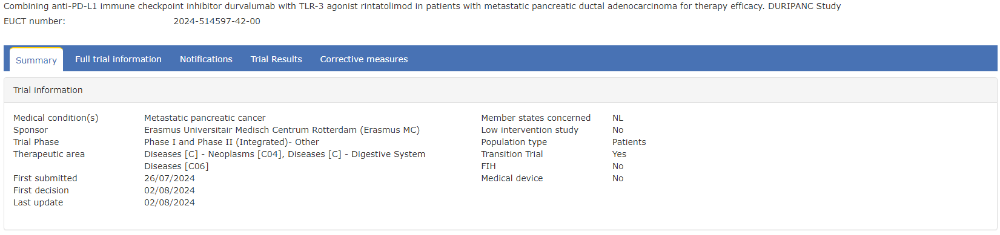 Combining anti-PD-L1 immune checkpoint inhibitor durvalumab with TLR-3 agonist rintatolimod in patients with metastatic pancreatic ductal adenocarcinoma for therapy efficacy. DURIPANC Study
EUCT number: 2024-514597-42-00
Summary Full trial information Notifications Trial Results Corrective measures
Trial information
Medical condition(s) Metastatic pancreatic cancer
Sponsor Erasmus Universitair Medisch Centrum Rotterdam (Erasmus MC)
Trial Phase Phase I and Phase II (Integrated)- Other
Therapeutic area Diseases [C] - Neoplasms [C04], Diseases [C] - Digestive System
Diseases [C06]
First submitted 26/07/2024
First decision 02/08/2024
Last update 02/08/2024
Member states concerned NL
Low intervention study No
Population type Patients
Transition Trial Yes
FIH No
Medical device No